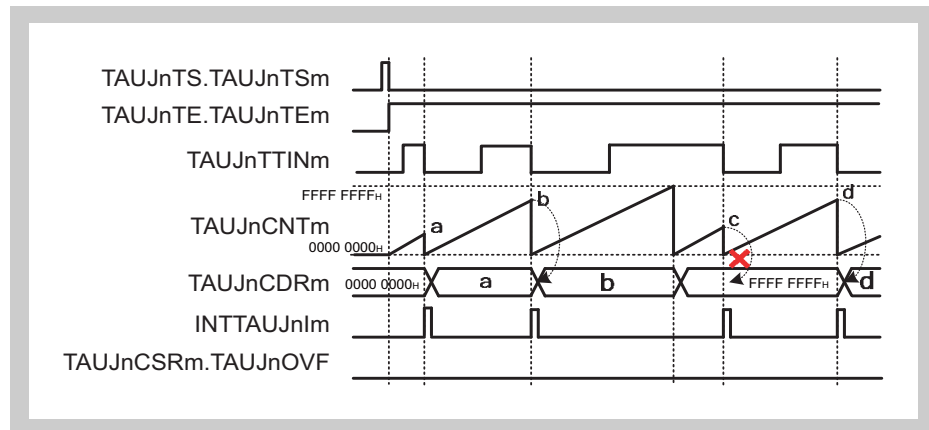 TAUJnTS.TAUJnTSm
TAUJnTE.TAUJnTEm
TAUJnTTINm
FFFF FFFFH
TAUJnCNTm
a
b
c
d
0000 0000H
TAUJnCDRm
0000 0000H
a
b
FFFF FFFFH
d
INTTAUJnIm
TAUJnCSRm.TAUJnOVF